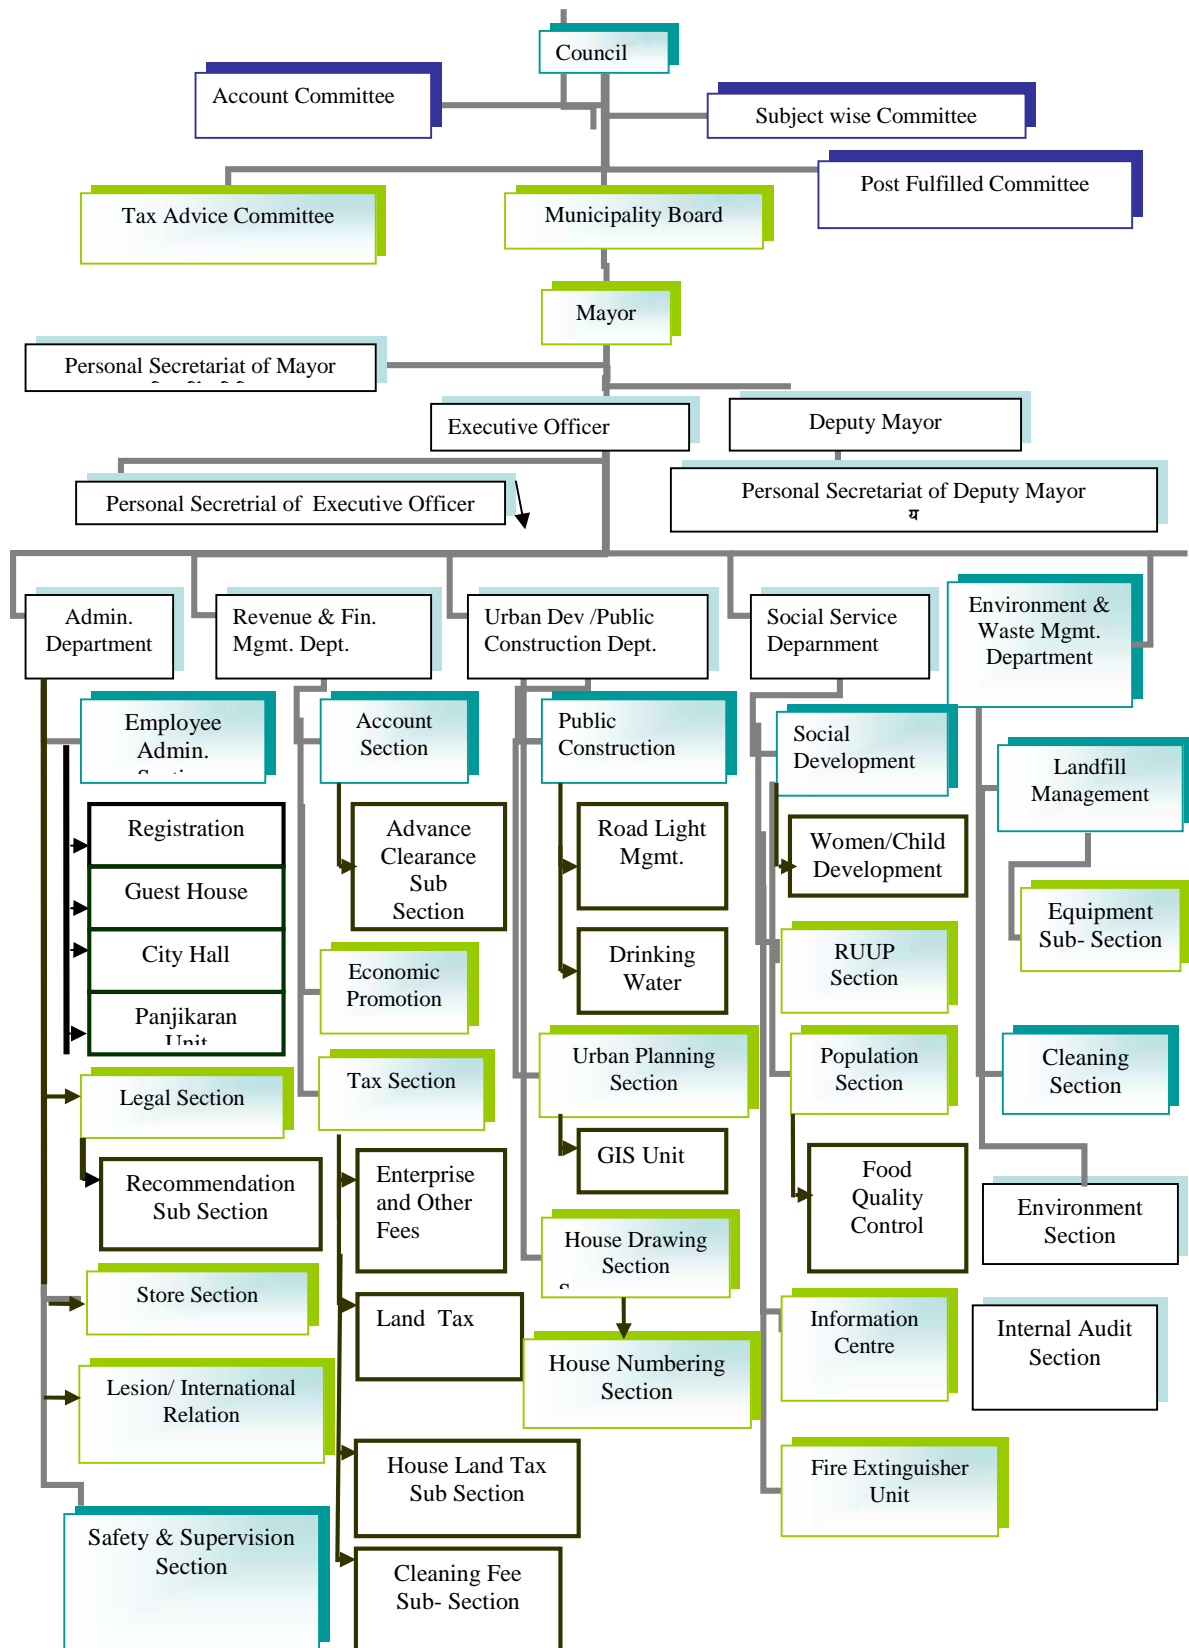 Council
Account Committee
Subject wise Committee
Post Fulfilled Committee
Tax Advice Committee
Municipality Board
Mayor
Personal Secretariat of Mayor
Executive Officer
Deputy Mayor
Personal Secretrial of  Executive Officer
Personal Secretariat of Deputy Mayor
य
Admin.
Department
Revenue & Fin.
Mgmt. Dept.
Urban Dev /Public
Construction Dept.
Social Service
Deparnment
Environment &
Waste Mgmt.
Department
Employee
Admin.
Account
Section
Public
Construction
Social
Development
Landfill
Management
Registration
Guest House
City Hall
Panjikaran
Unit
Advance
Clearance
Sub
Section
Road Light
Mgmt.
Women/Child
Development
Equipment
Sub- Section
Economic
Promotion
Drinking
Water
RUUP
Section
Legal Section
Tax Section
Urban Planning
Section
Population
Section
Cleaning
Section
Recommendation
Sub Section
Enterprise
and Other
Fees
GIS Unit
Food
Quality
Control
Environment
Section
House Drawing
Section
Store Section
Land  Tax
House Numbering
Section
Information
Centre
Internal Audit
Section
Lesion/ International
Relation
House Land Tax
Sub Section
Fire Extinguisher
Unit
Safety & Supervision
Section
Cleaning Fee
Sub- Section